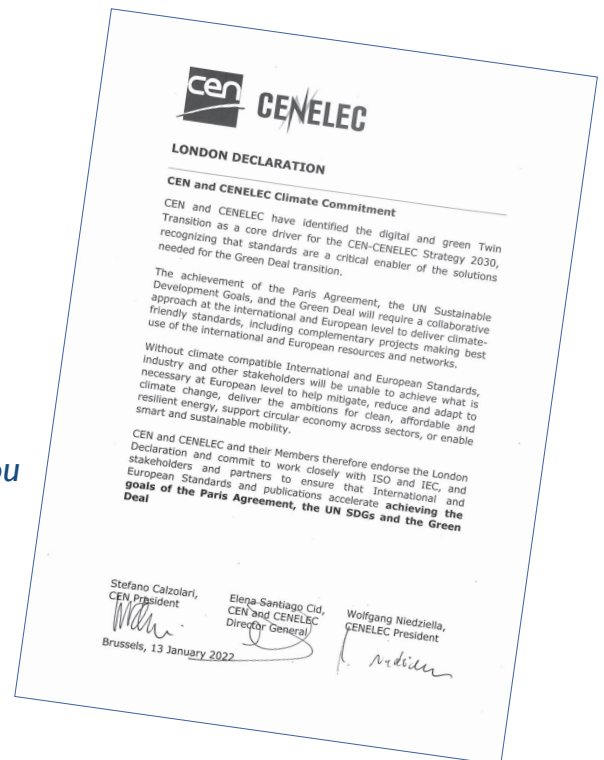 cen
CENELEC
LONDON DECLARATION
CEN and CENELEC Climate Commitment
CEN and CENELEC have identified the digital and green Twin
Transition as a core driver for the CEN-CENELEC Strategy 2030,
recognizing that standards are a critical enabler of the solutions
needed for the Green Deal transition.
The achievement of the Paris Agreement, the UN Sustainable
Development Goals, and the Green Deal will require a collaborative
approach at the international and European level to deliver climate-
friendly standards, including complementary projects making best
use of the international and European resources and networks.
Without climate compatible International and European Standards,
industry and other stakeholders will be unable to achieve what is
necessary at European level to help mitigate, reduce and adapt to
climate change, deliver the ambitions for clean, affordable and
resilient energy, support circular economy across sectors, or enable
smart and sustainable mobility.
ou
CEN and CENELEC and their Members therefore endorse the London
Declaration and commit to work closely with ISO and IEC, and
stakeholders and partners to ensure that International and
European Standards and publications accelerate achieving the
goals of the Paris Agreement, the UN SDGs and the Green
Deal
Stefano Calzolari,
CEN President
Elena Santiago Cid,
CEN and CENELEC
Director General
Wolfgang Niedziella,
CENELEC President
Brussels, 13 January 2022